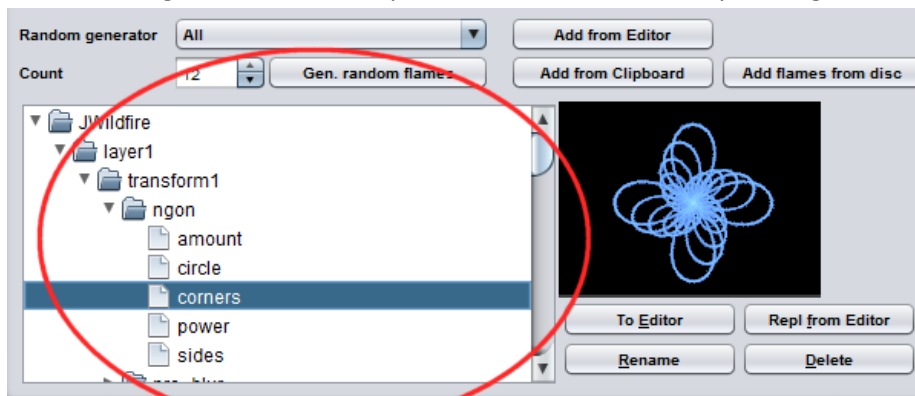 Random generator All Add from Editor
Count 12 Gen. random flames Add from Clipboard Add flames from disc
JWildfire
layer1
transform1
ngon
amount
circle
corners
power
sides
To Editor Repl from Editor
Rename Delete